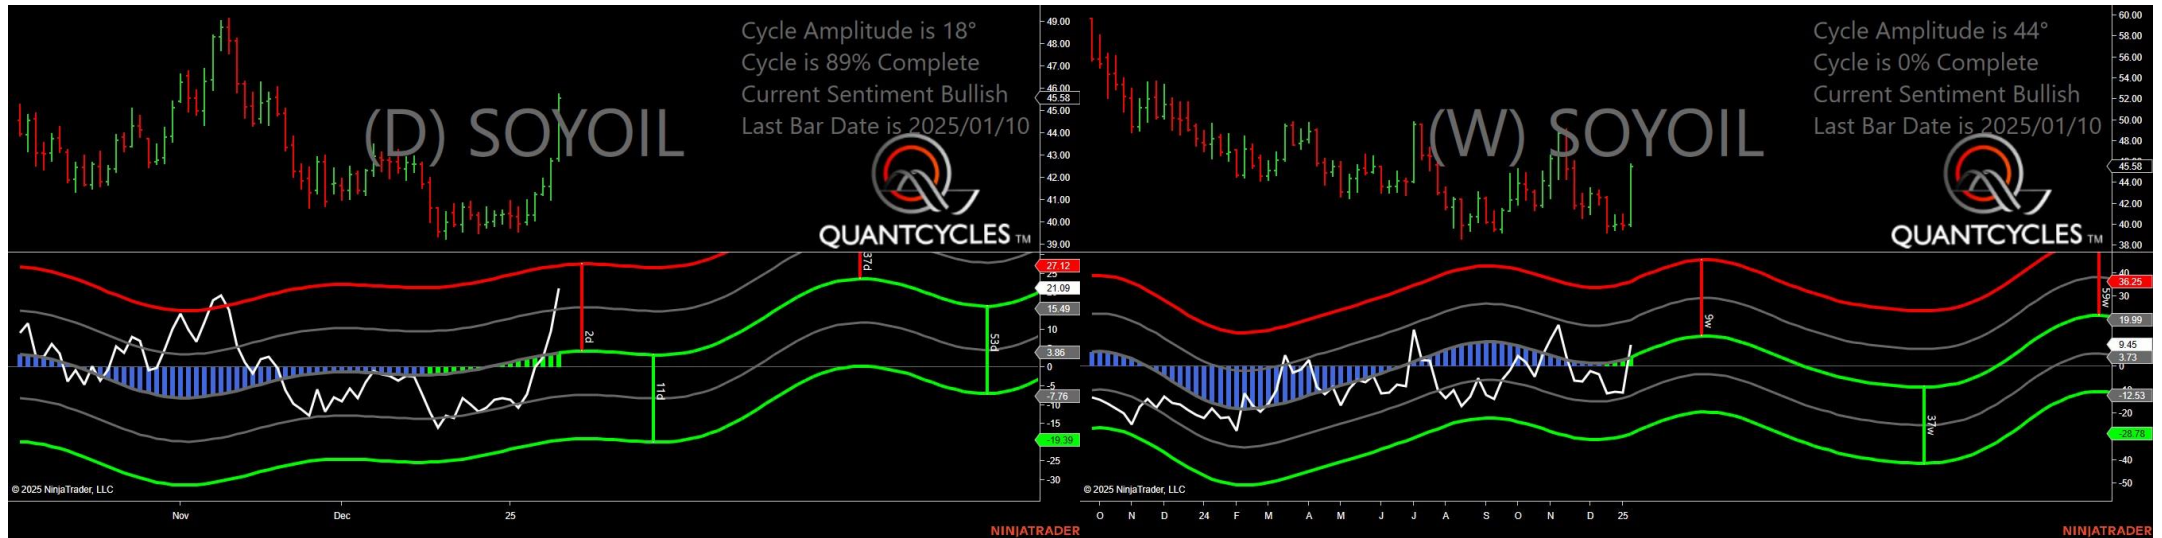 Cycle Amplitude is 18°
Cycle is 89% Complete
Current Sentiment Bullish
Last Bar Date is 2025/01/10
(D) SOYOIL
QUANTCYCLES TM
49.00
48.00
47.00
46.00
45.58
45.00
44.00
43.00
42.00
41.00
40.00
39.00
27.12
25
21.09
15.49
10
3.86
0
-5
-7.76
-10
-15
-19.39
-25
-30
2d
11d
37d
53d
© 2025 NinjaTrader, LLC
Nov
Dec
25
NINJATRADER
Cycle Amplitude is 44°
Cycle is 0% Complete
Current Sentiment Bullish
Last Bar Date is 2025/01/10
(W) SOYOIL
QUANTCYCLES TM
60.00
58.00
56.00
54.00
52.00
50.00
48.00
45.58
44.00
42.00
40.00
38.00
40
36.25
30
19.99
9.45
3.73
0
-12.53
-20
-28.78
-40
-50
9w
37w
59w
© 2025 NinjaTrader, LLC
O N D 24 F M A M J J A S O N D 25
NINJATRADER